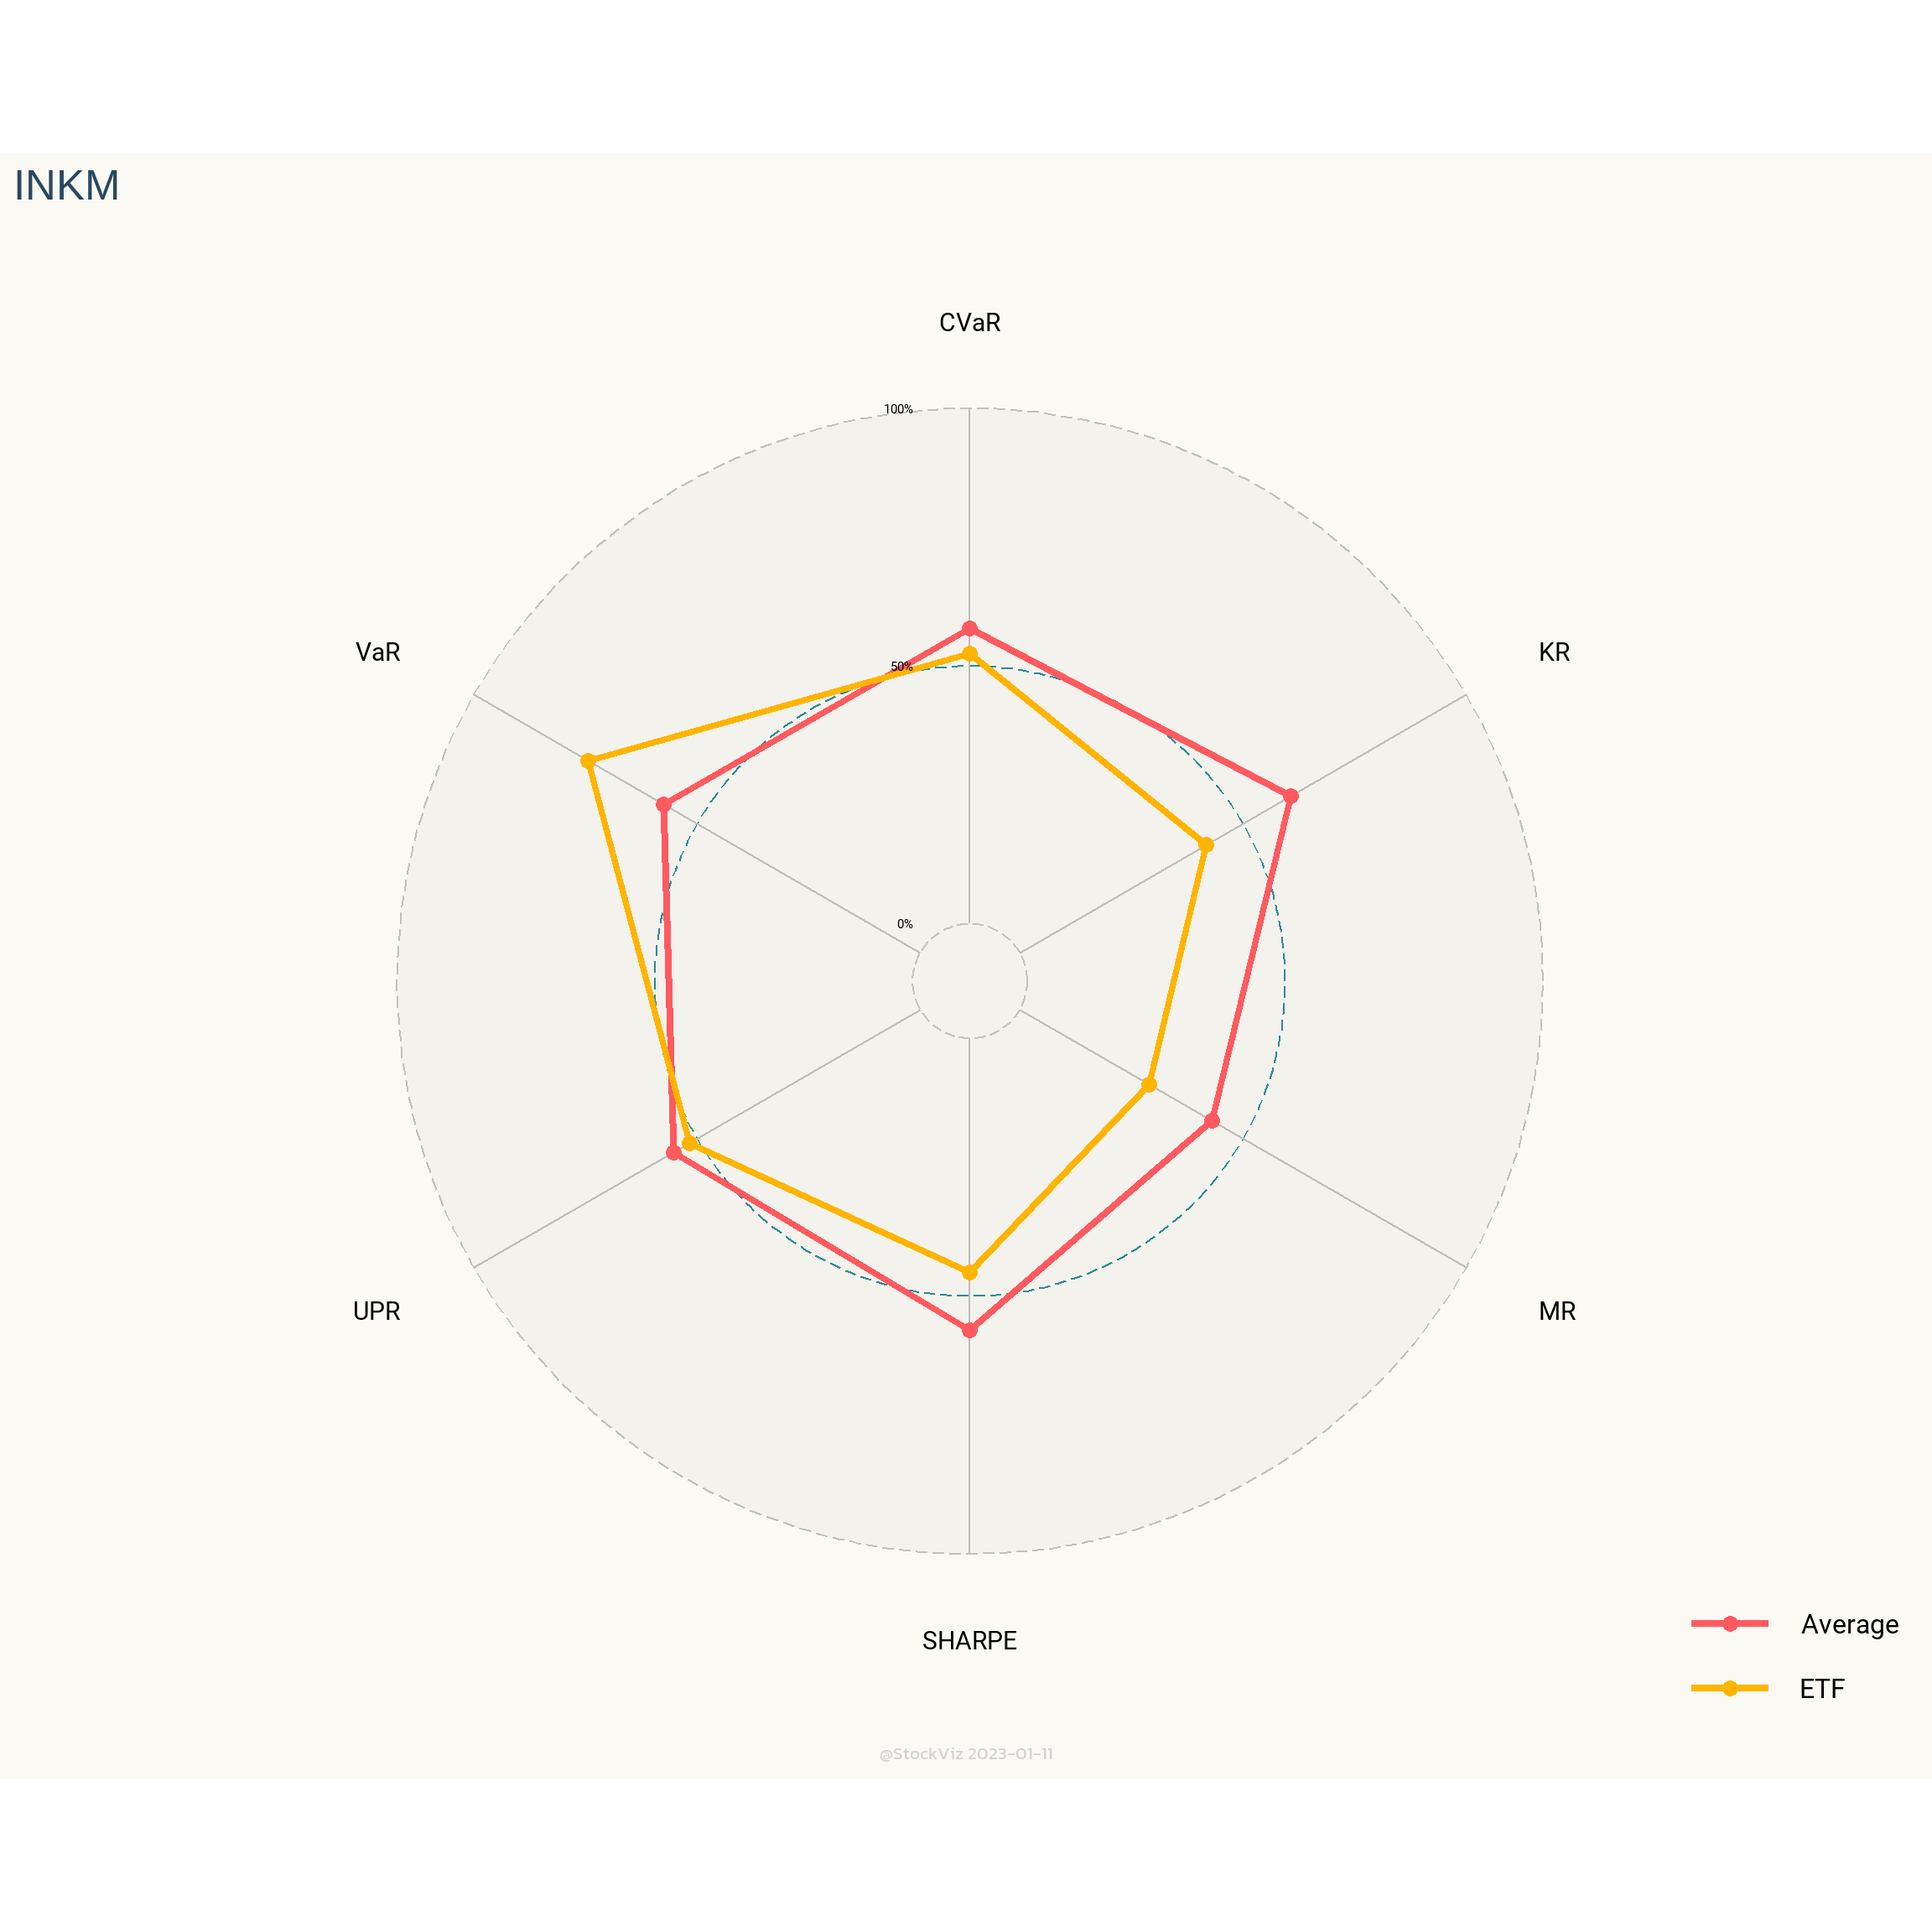 INKM
CVaR
100%
KR
VaR
50%
0%
UPR
MR
SHARPE
Average
ETF
@StockViz 2023-01-11